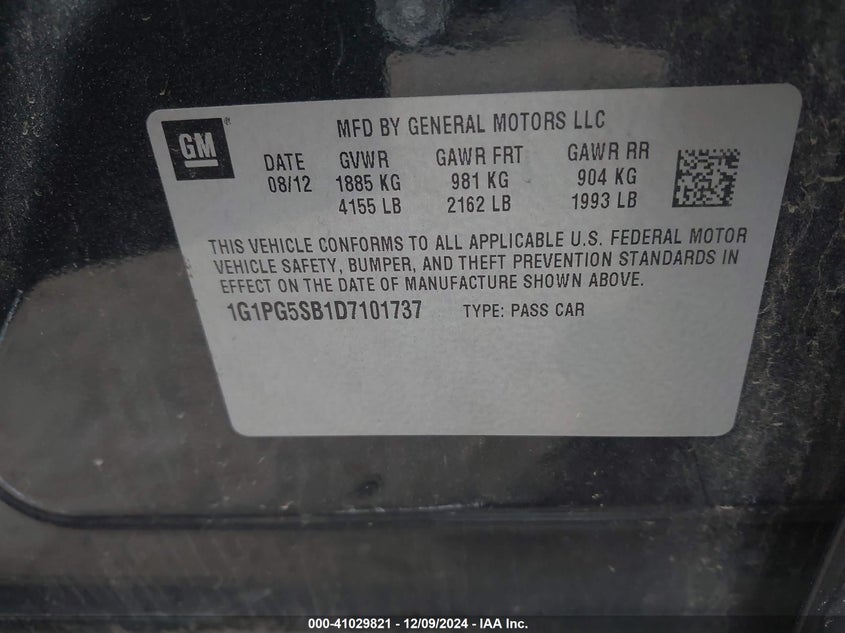 GM®
MFD BY GENERAL MOTORS LLC
DATE GVWR GAWR FRT GAWR RR
08/12 1885 KG 981 KG 904 KG
4155 LB 2162 LB 1993 LB
THIS VEHICLE CONFORMS TO ALL APPLICABLE U.S. FEDERAL MOTOR
VEHICLE SAFETY, BUMPER, AND THEFT PREVENTION STANDARDS IN
EFFECT ON THE DATE OF MANUFACTURE SHOWN ABOVE.
1G1PG5SB1D7101737 TYPE: PASS CAR
000-41029821 - 12/09/2024 - IAA Inc.